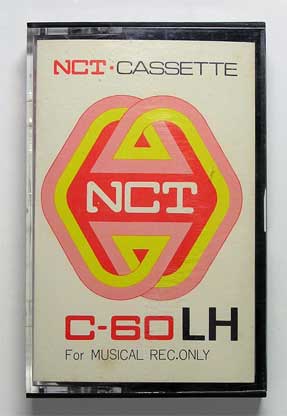 NCT·CASSETTE
NCT
C-60LH
For MUSICAL REC.ONLY